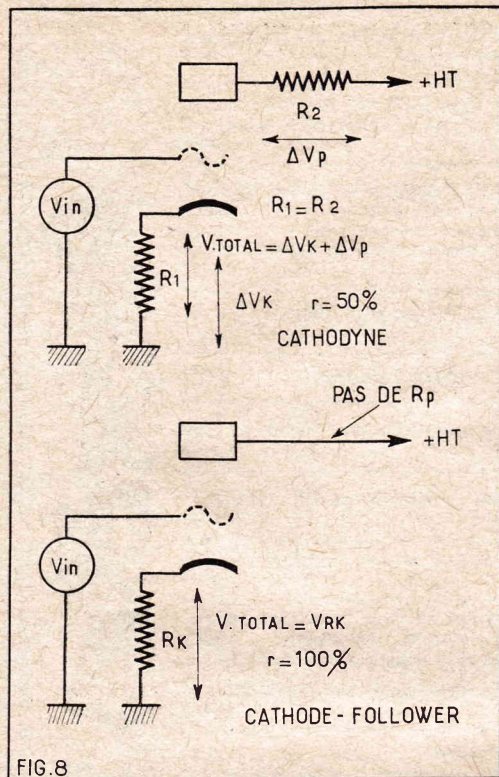 +HT
R2
ΔVp
Vin
R1 = R2
V.TOTAL = ΔVK + ΔVp
R1
ΔVK r = 50%
CATHODYNE
PAS DE Rp
+HT
Vin
V. TOTAL = VRK
RK
r = 100%
CATHODE - FOLLOWER
FIG.8